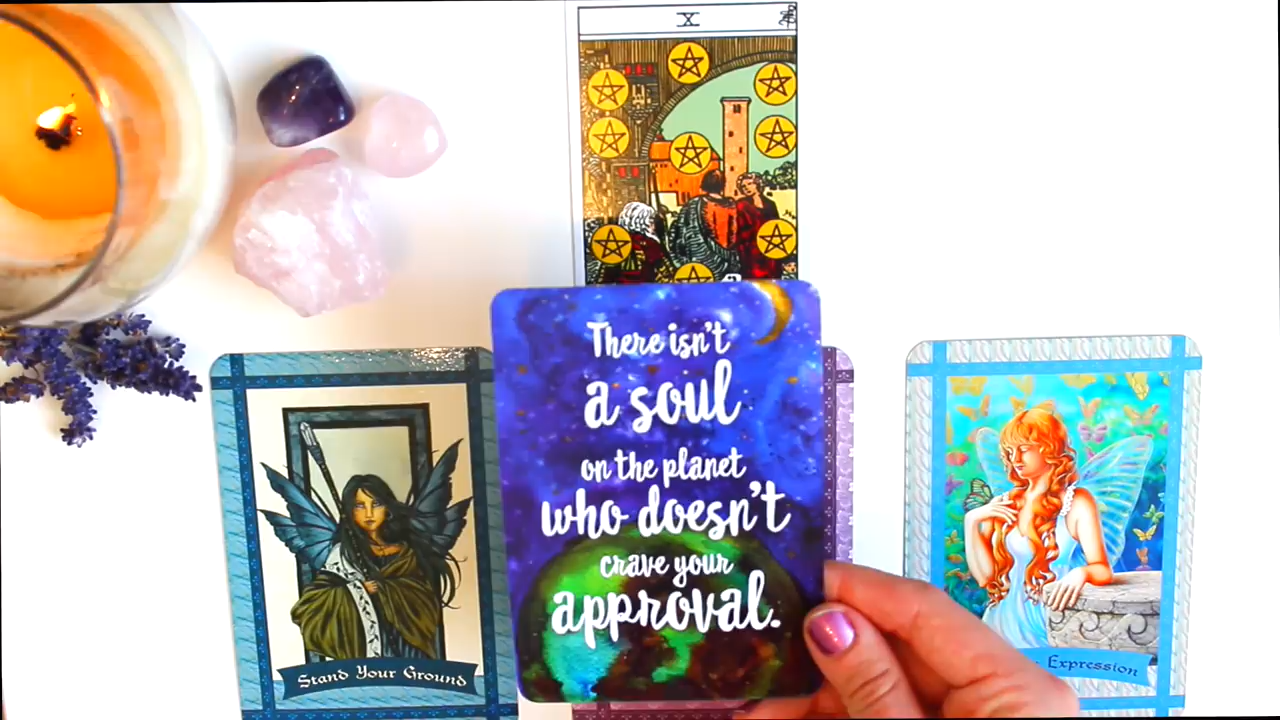 X
There isn't
a soul
on the planet
who doesn't
crave your
approval.
Stand Your Ground
Expression